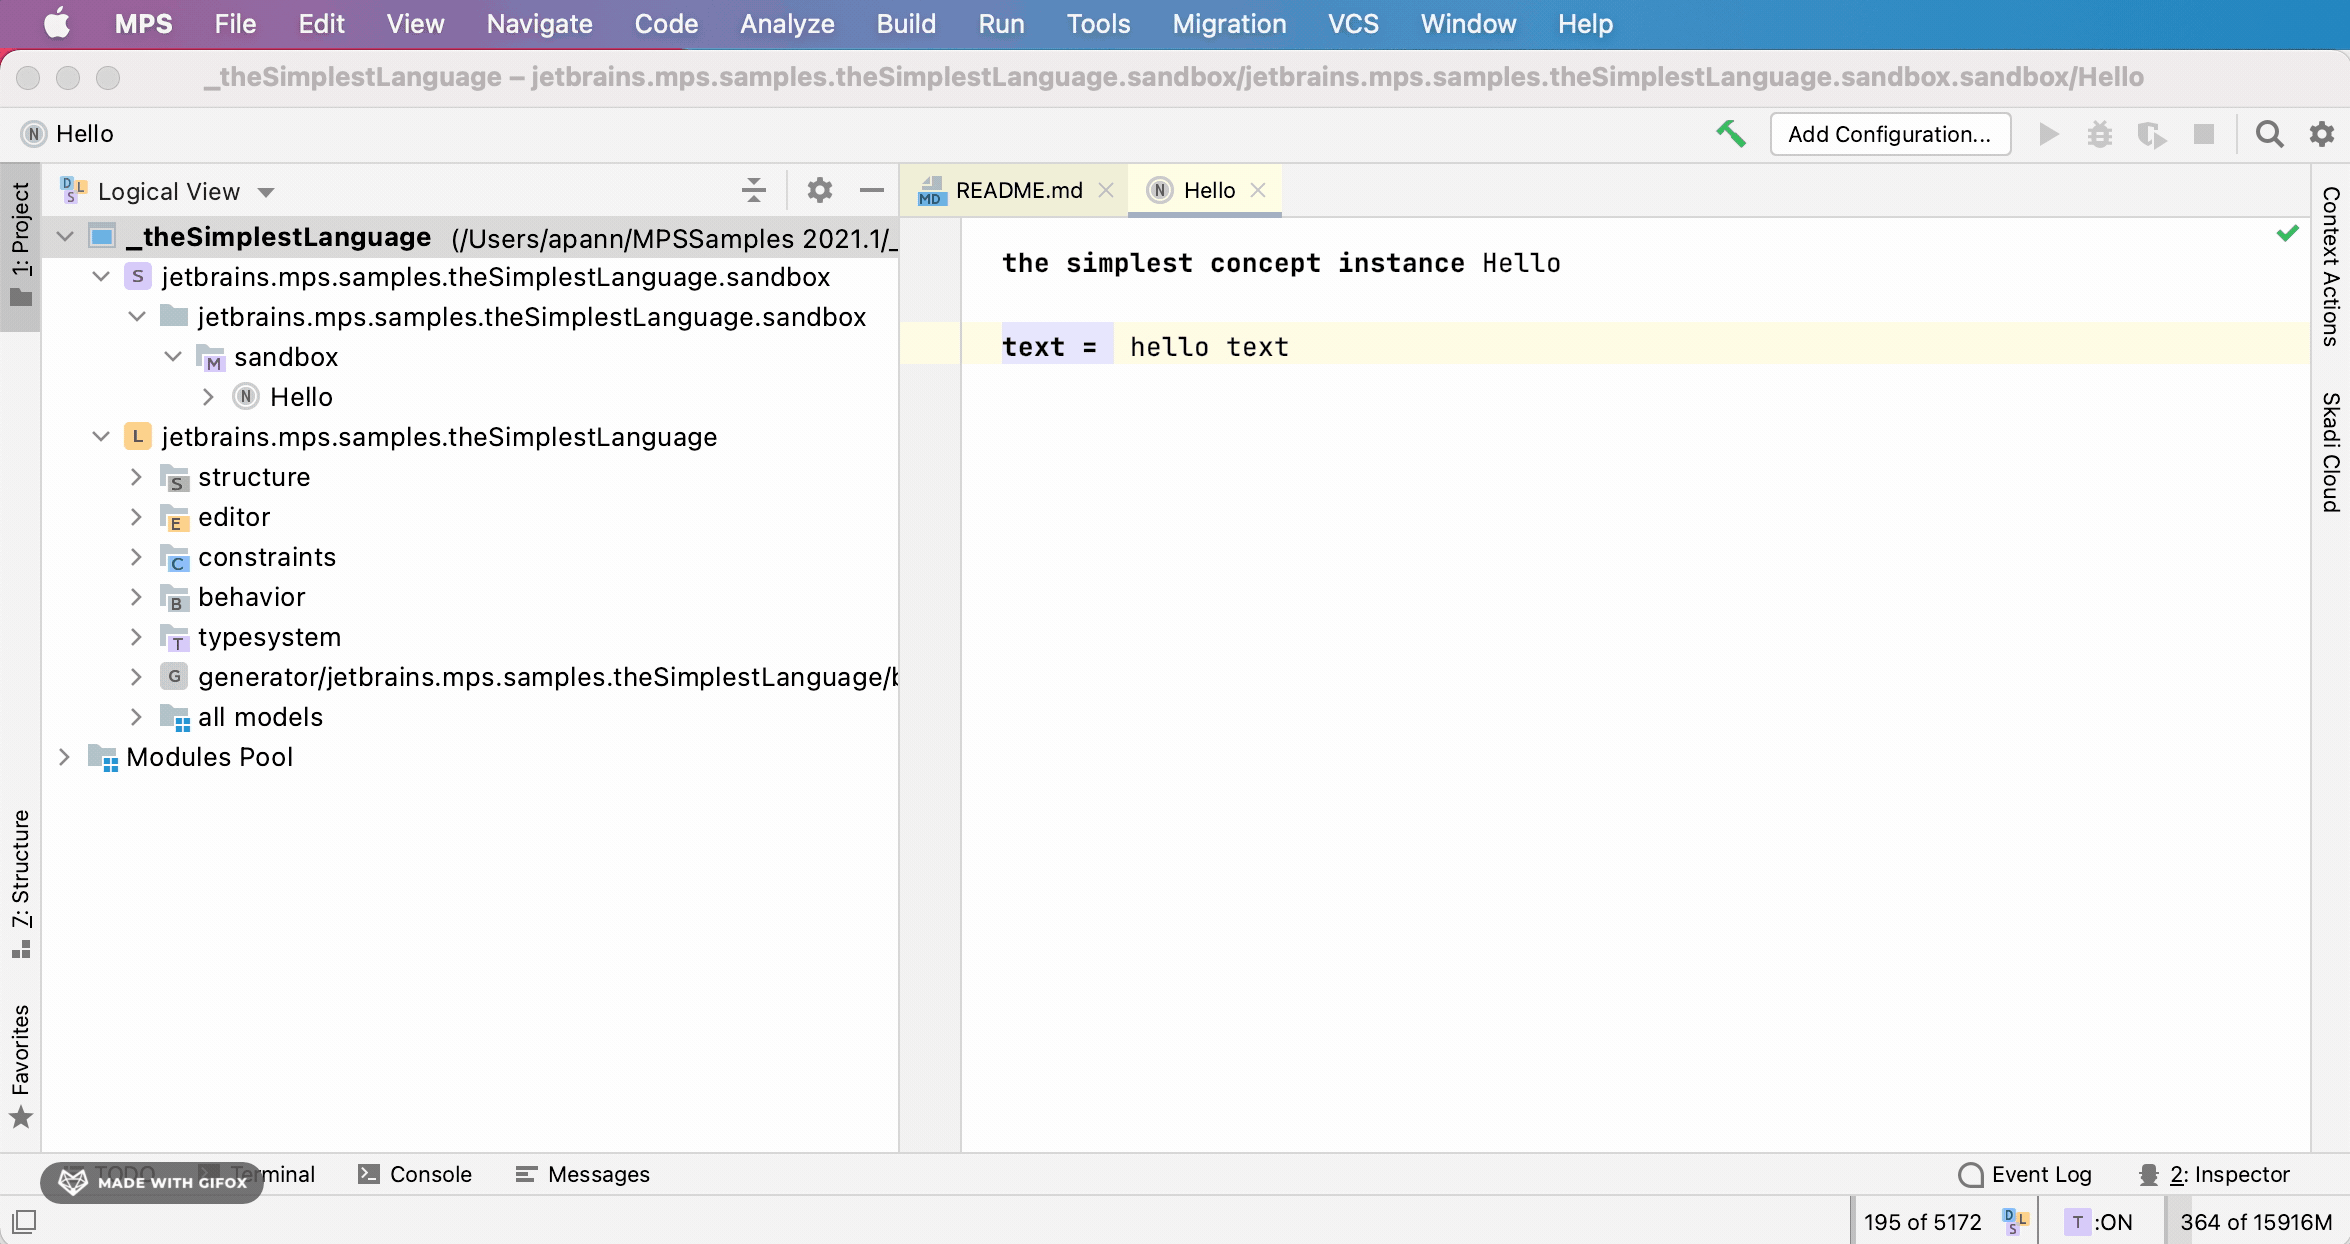 MPS File Edit View Navigate Code Analyze Build Run Tools Migration VCS Window Help
_theSimplestLanguage – jetbrains.mps.samples.theSimplestLanguage.sandbox/jetbrains.mps.samples.theSimplestLanguage.sandbox.sandbox/Hello
N Hello
Add Configuration...
1: Project
DSL Logical View
_theSimplestLanguage (/Users/apann/MPSSamples 2021.1/_
S jetbrains.mps.samples.theSimplestLanguage.sandbox
jetbrains.mps.samples.theSimplestLanguage.sandbox
M sandbox
N Hello
L jetbrains.mps.samples.theSimplestLanguage
S structure
E editor
C constraints
B behavior
T typesystem
G generator/jetbrains.mps.samples.theSimplestLanguage/b
all models
Modules Pool
7: Structure
Favorites
MD README.md
N Hello
the simplest concept instance Hello
text = hello text
Context Actions
Skadi Cloud
TODO
Terminal
Console
Messages
Event Log
2: Inspector
MADE WITH GIFOX
195 of 5172
DSL
T :ON
364 of 15916M